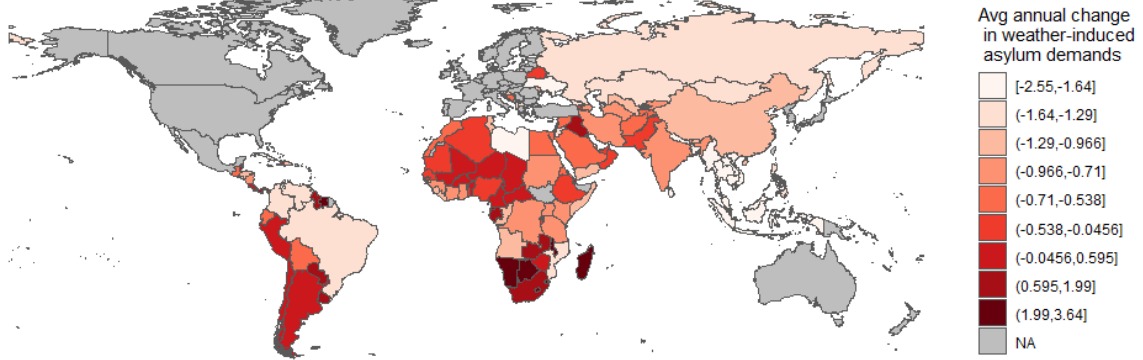 Avg annual change
in weather-induced
asylum demands
[-2.55,-1.64]
(-1.64,-1.29]
(-1.29,-0.966]
(-0.966,-0.71]
(-0.71,-0.538]
(-0.538,-0.0456]
(-0.0456,0.595]
(0.595,1.99]
(1.99,3.64]
NA